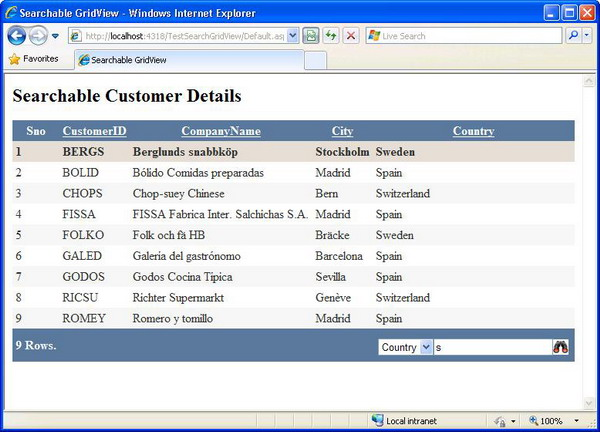 Searchable GridView - Windows Internet Explorer
http://localhost:4318/TestSearchGridView/Default.asp
Live Search
Favorites Searchable GridView
Searchable Customer Details
Sno CustomerID CompanyName City Country
1 BERGS Berglunds snabbköp Stockholm Sweden
2 BOLID Bólido Comidas preparadas Madrid Spain
3 CHOPS Chop-suey Chinese Bern Switzerland
4 FISSA FISSA Fabrica Inter. Salchichas S.A. Madrid Spain
5 FOLKO Folk och fä HB Bräcke Sweden
6 GALED Galería del gastrónomo Barcelona Spain
7 GODOS Godos Cocina Típica Sevilla Spain
8 RICSU Richter Supermarkt Genève Switzerland
9 ROMEY Romero y tomillo Madrid Spain
9 Rows. Country s
Local intranet 100%